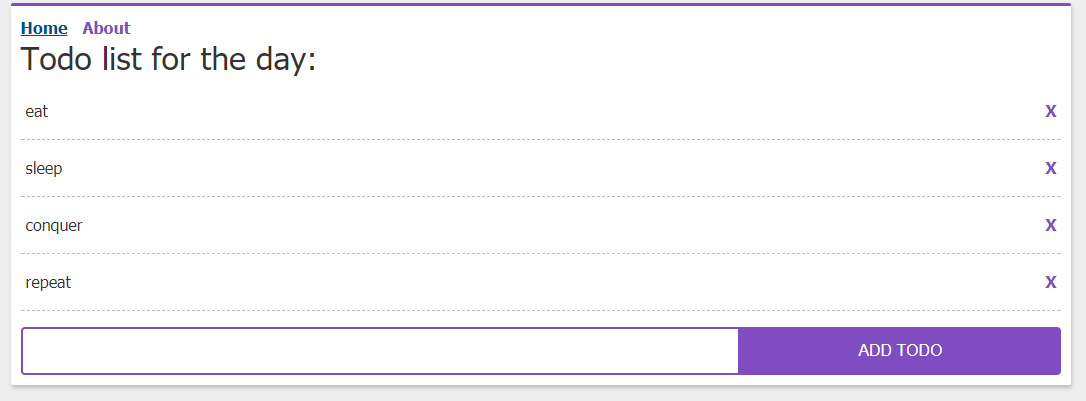 Home About
Todo list for the day:
eat X
sleep X
conquer X
repeat X
ADD TODO